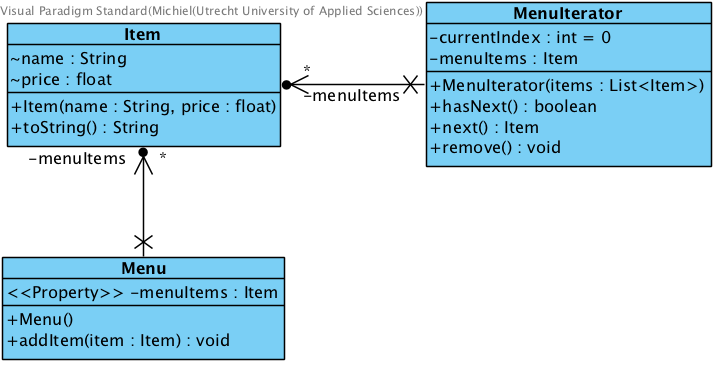 Visual Paradigm Standard(Michiel(Utrecht University of Applied Sciences))
Item
~name : String
~price : float
+Item(name : String, price : float)
+toString() : String
MenuIterator
-currentIndex : int = 0
-menuItems : Item
+MenuIterator(items : List<Item>)
+hasNext() : boolean
+next() : Item
+remove() : void
*
-menuItems
-menuItems
*
Menu
<<Property>> -menuItems : Item
+Menu()
+addItem(item : Item) : void